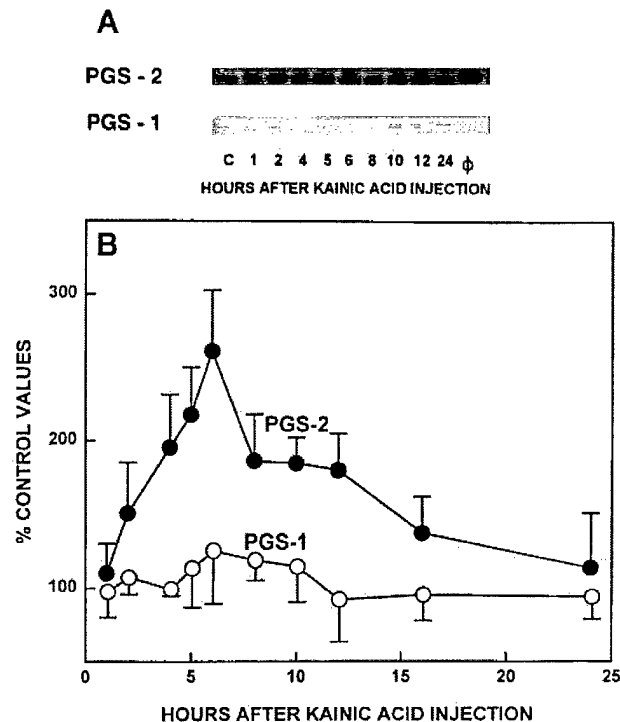 A
PGS - 2
PGS - 1
C 1 2 4 5 6 8 10 12 24 ϕ
HOURS AFTER KAINIC ACID INJECTION
B
% CONTROL VALUES
300
200
100
PGS-2
PGS-1
0 5 10 15 20 25
HOURS AFTER KAINIC ACID INJECTION